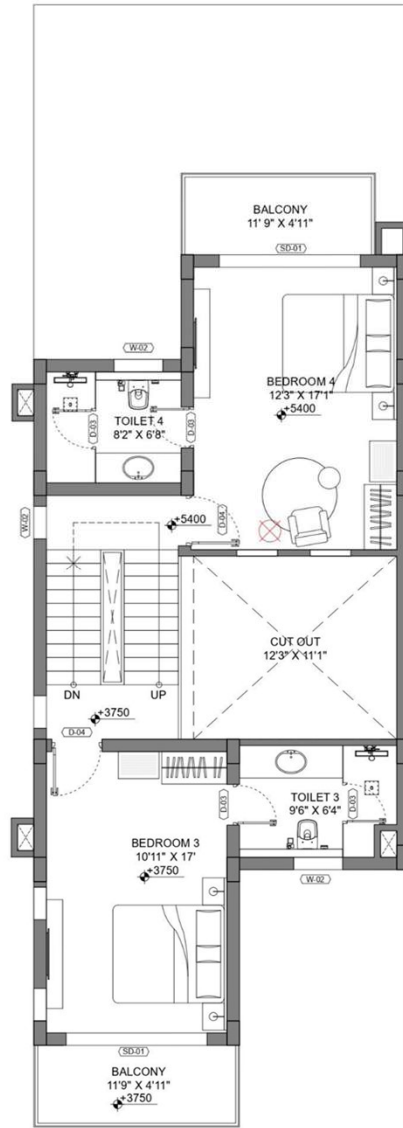 BALCONY
11' 9" X 4'11"
SD-01
W-02
BEDROOM 4
12'3" X 17'1"
+5400
TOILET 4
8'2" X 6'8"
D-03
D-03
W-02
D-04
+5400
CUT OUT
12'3" X 11'1"
DN
UP
+3750
D-04
TOILET 3
9'6" X 6'4"
D-03
D-03
BEDROOM 3
10'11" X 17'
+3750
W-02
SD-01
BALCONY
11'9" X 4'11"
+3750